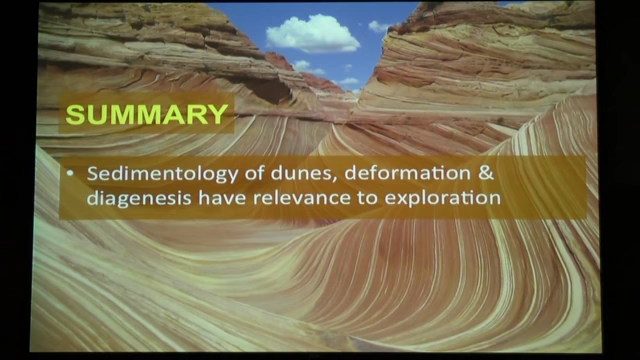 SUMMARY
• Sedimentology of dunes, deformation &
diagenesis have relevance to exploration